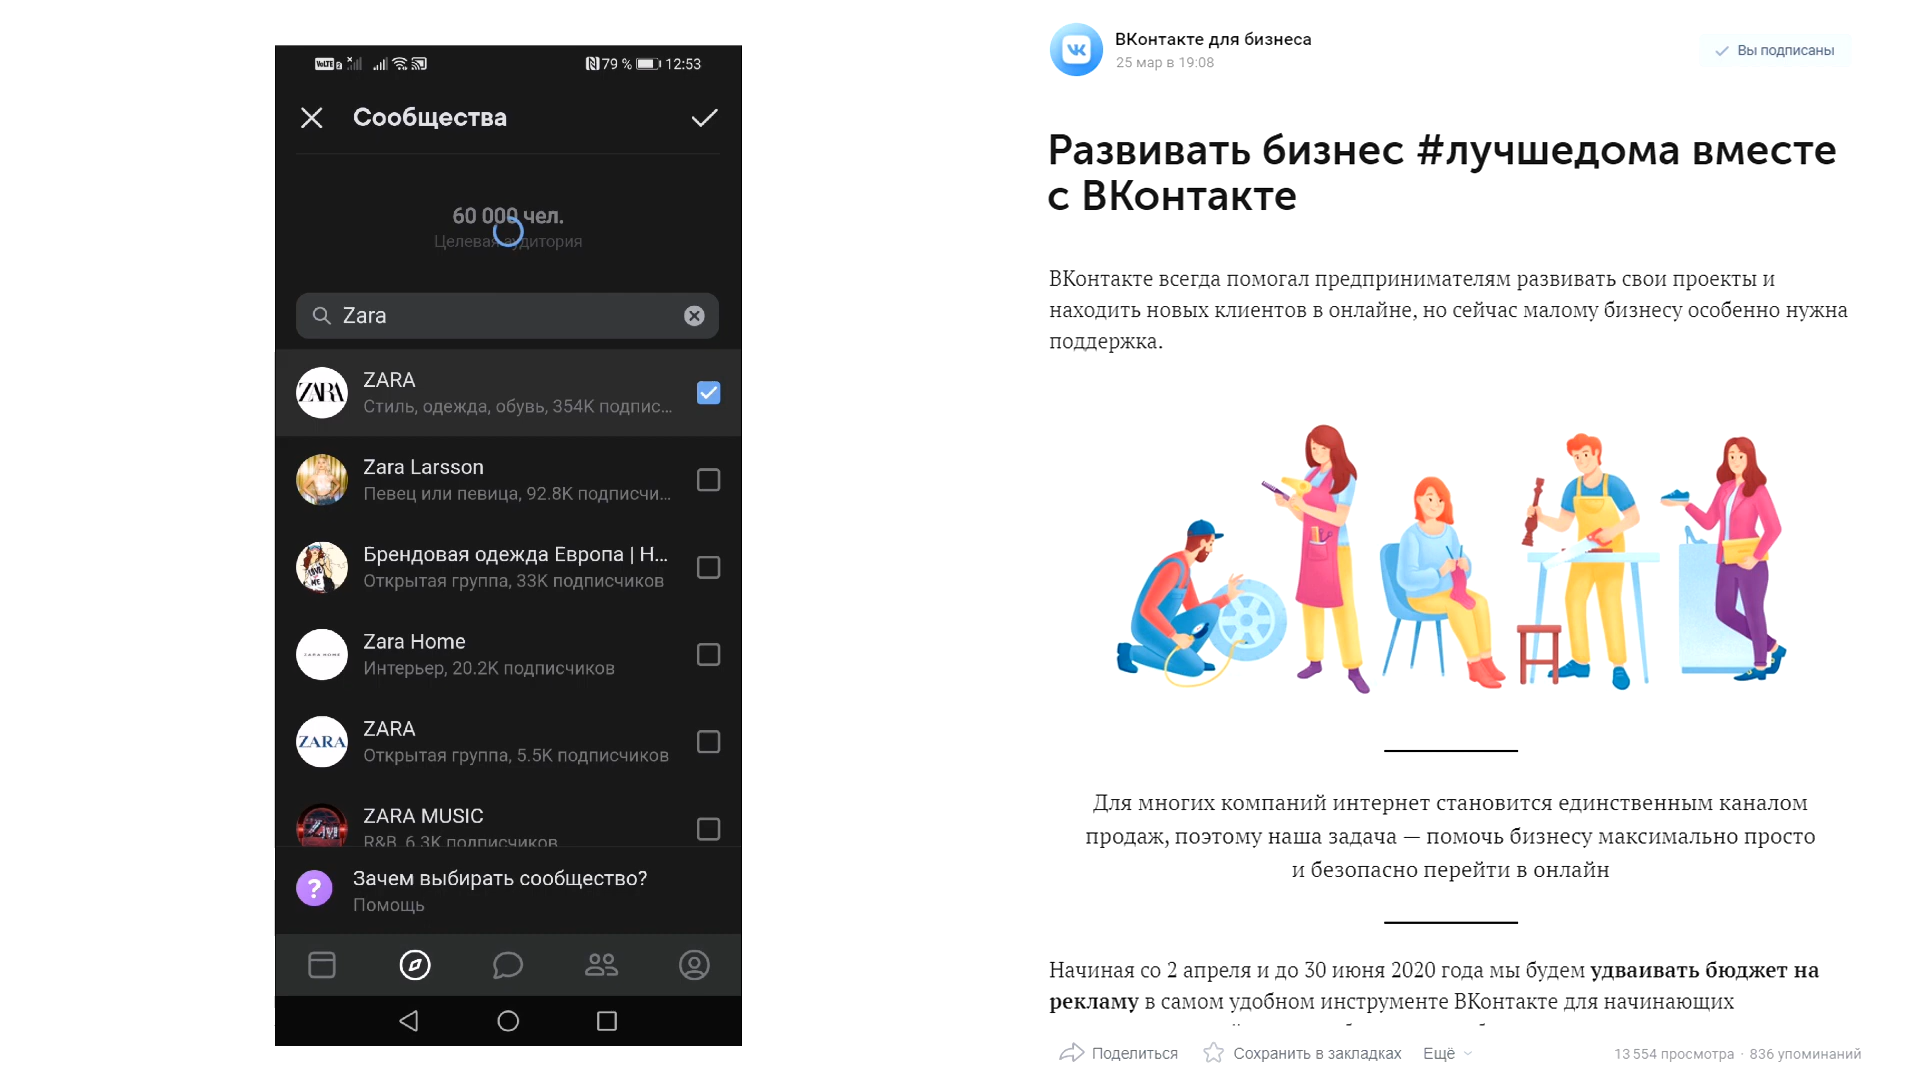 79 % 12:53
Сообщества
60 000 чел.
Целевая аудитория
Zara
ZARA
ZARA
Стиль, одежда, обувь, 354K подпис...
Zara Larsson
Певец или певица, 92.8K подписчи...
Брендовая одежда Европа | Н...
Открытая группа, 33K подписчиков
ZARA HOME
Zara Home
Интерьер, 20.2K подписчиков
ZARA
ZARA
Открытая группа, 5.5K подписчиков
ZARA MUSIC
R&B, 6.3K подписчиков
Зачем выбирать сообщество?
Помощь
ВКонтакте для бизнеса
25 мар в 19:08
Вы подписаны
Развивать бизнес #лучшедома вместе
с ВКонтакте
ВКонтакте всегда помогал предпринимателям развивать свои проекты и
находить новых клиентов в онлайне, но сейчас малому бизнесу особенно нужна
поддержка.
Для многих компаний интернет становится единственным каналом
продаж, поэтому наша задача — помочь бизнесу максимально просто
и безопасно перейти в онлайн
Начиная со 2 апреля и до 30 июня 2020 года мы будем удваивать бюджет на
рекламу в самом удобном инструменте ВКонтакте для начинающих
Поделиться Сохранить в закладках Ещё 13 554 просмотра · 836 упоминаний